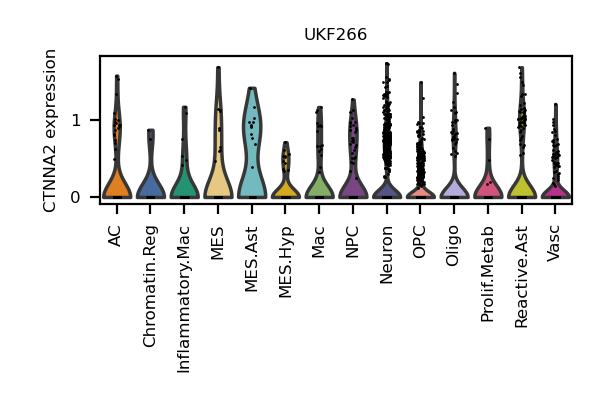 UKF266
CTNNA2 expression
1
0
AC
Chromatin.Reg
Inflammatory.Mac
MES
MES.Ast
MES.Hyp
Mac
NPC
Neuron
OPC
Oligo
Prolif.Metab
Reactive.Ast
Vasc